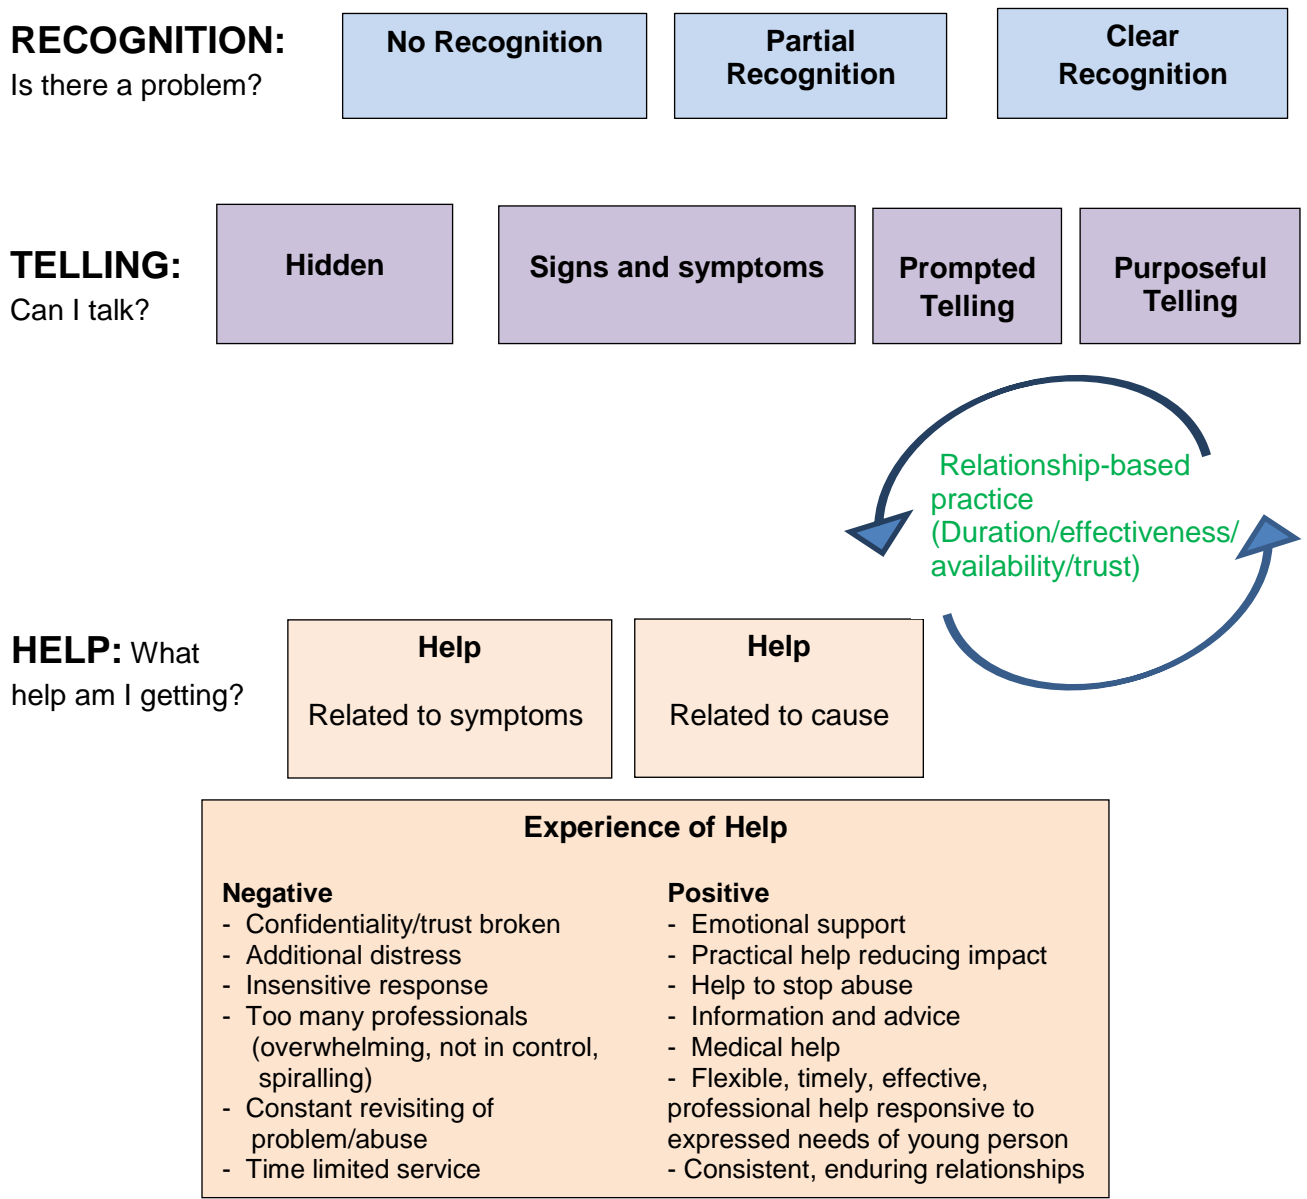 RECOGNITION:
Is there a problem?
No Recognition
Partial
Recognition
Clear
Recognition
TELLING:
Can I talk?
Hidden
Signs and symptoms
Prompted
Telling
Purposeful
Telling
Relationship-based
practice
(Duration/effectiveness/
availability/trust)
HELP: What
help am I getting?
Help
Related to symptoms
Help
Related to cause
Experience of Help
Negative
- Confidentiality/trust broken
- Additional distress
- Insensitive response
- Too many professionals
(overwhelming, not in control,
spiralling)
- Constant revisiting of
problem/abuse
- Time limited service
Positive
- Emotional support
- Practical help reducing impact
- Help to stop abuse
- Information and advice
- Medical help
- Flexible, timely, effective,
professional help responsive to
expressed needs of young person
- Consistent, enduring relationships